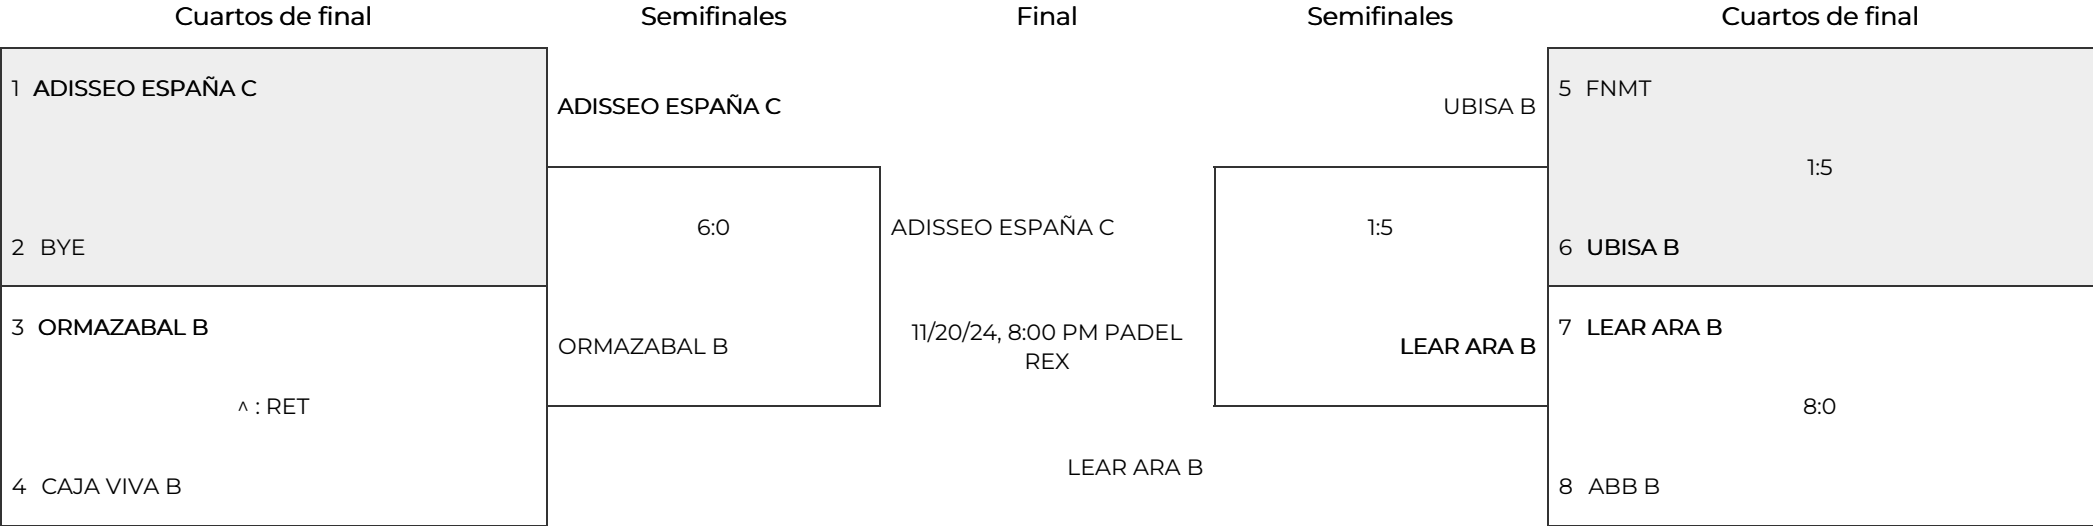 Cuartos de final
Semifinales
Final
Semifinales
Cuartos de final
1 ADISSEO ESPAÑA C
2 BYE
3 ORMAZABAL B
^ : RET
4 CAJA VIVA B
ADISSEO ESPAÑA C
6:0
ORMAZABAL B
ADISSEO ESPAÑA C
11/20/24, 8:00 PM PADEL
REX
LEAR ARA B
UBISA B
1:5
LEAR ARA B
5 FNMT
1:5
6 UBISA B
7 LEAR ARA B
8:0
8 ABB B